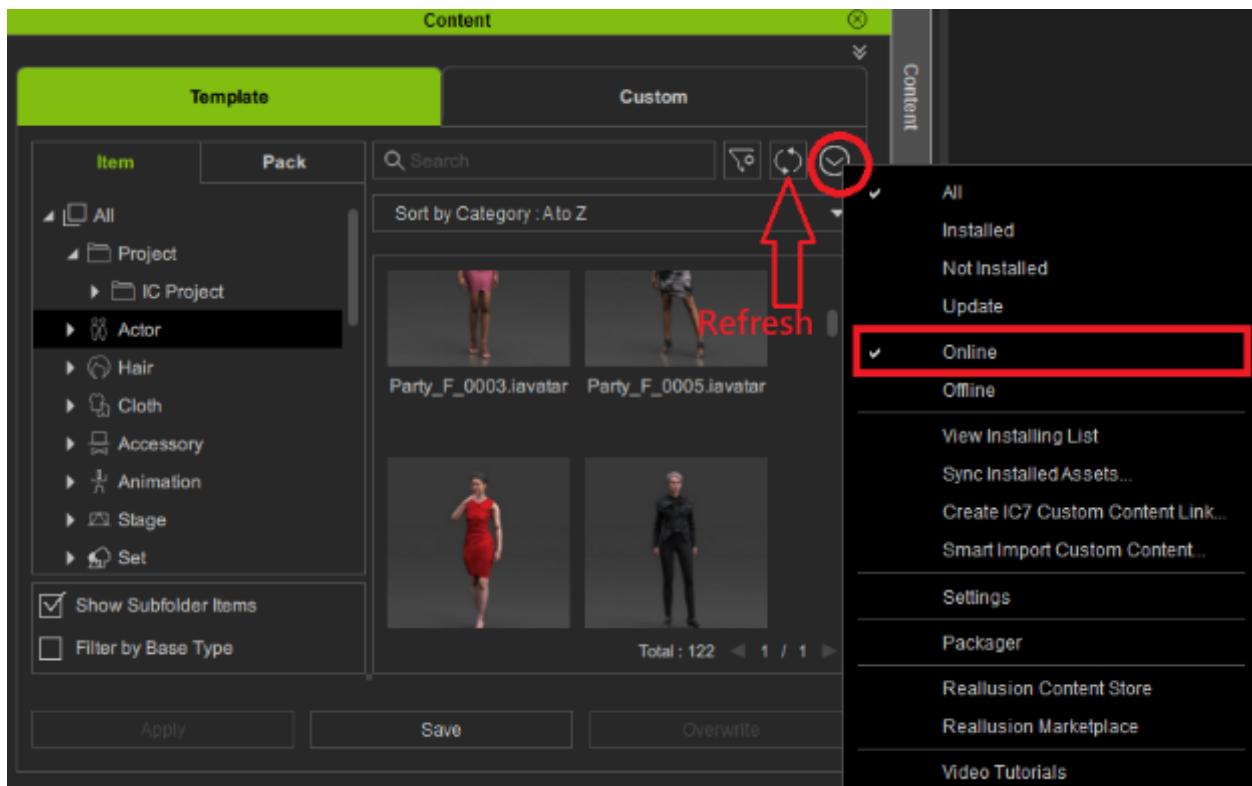 Content
Content
Template
Custom
Item
Pack
Search
All
Project
IC Project
Actor
Hair
Cloth
Accessory
Animation
Stage
Set
Show Subfolder Items
Filter by Base Type
Sort by Category : A to Z
Refresh
Party_F_0003.iavatar
Party_F_0005.iavatar
Total : 122
1 / 1
Apply
Save
Overwrite
All
Installed
Not Installed
Update
Online
Offline
View Installing List
Sync Installed Assets...
Create IC7 Custom Content Link...
Smart Import Custom Content...
Settings
Packager
Reallusion Content Store
Reallusion Marketplace
Video Tutorials